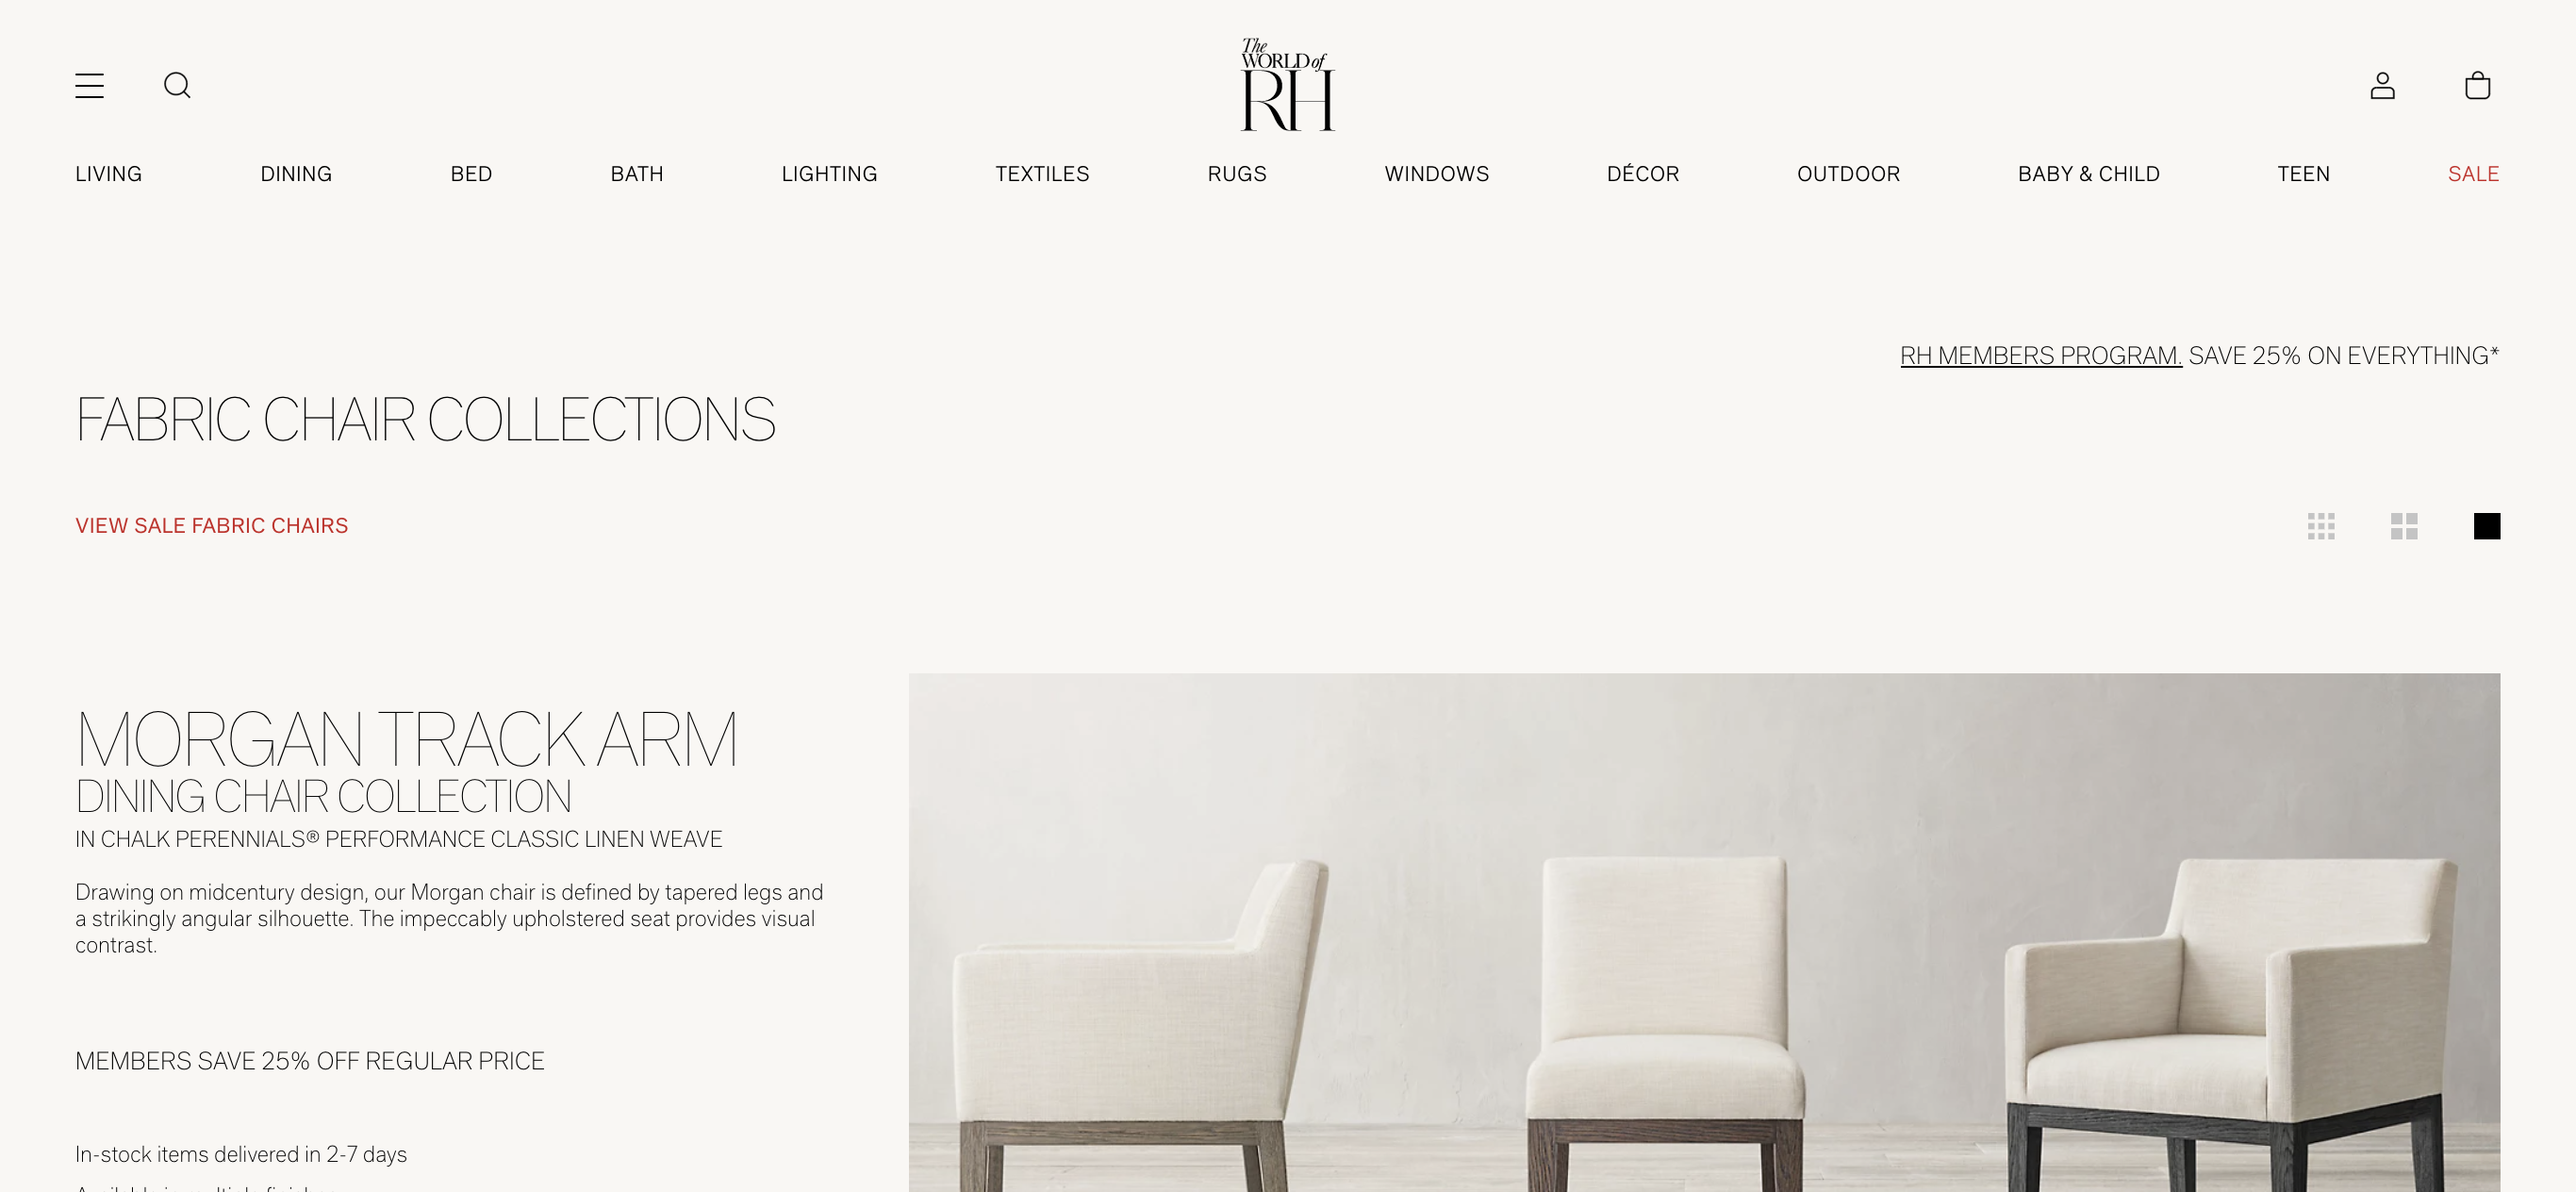 The
WORLD of
RH
LIVING DINING BED BATH LIGHTING TEXTILES RUGS WINDOWS DÉCOR OUTDOOR BABY & CHILD TEEN SALE
RH MEMBERS PROGRAM. SAVE 25% ON EVERYTHING*
FABRIC CHAIR COLLECTIONS
VIEW SALE FABRIC CHAIRS
MORGAN TRACK ARM
DINING CHAIR COLLECTION
IN CHALK PERENNIALS® PERFORMANCE CLASSIC LINEN WEAVE
Drawing on midcentury design, our Morgan chair is defined by tapered legs and
a strikingly angular silhouette. The impeccably upholstered seat provides visual
contrast.
MEMBERS SAVE 25% OFF REGULAR PRICE
In-stock items delivered in 2-7 days